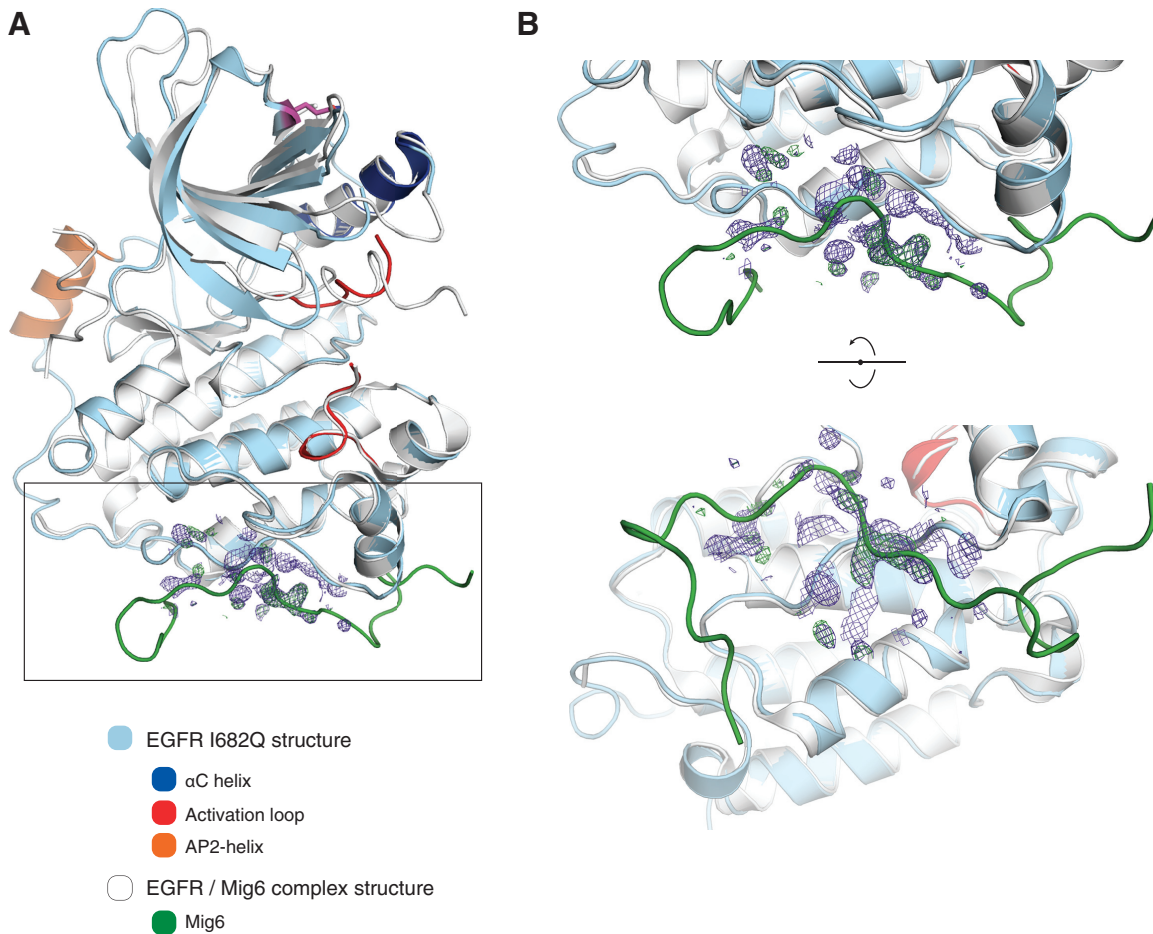 A
B
EGFR I682Q structure
αC helix
Activation loop
AP2-helix
EGFR / Mig6 complex structure
Mig6